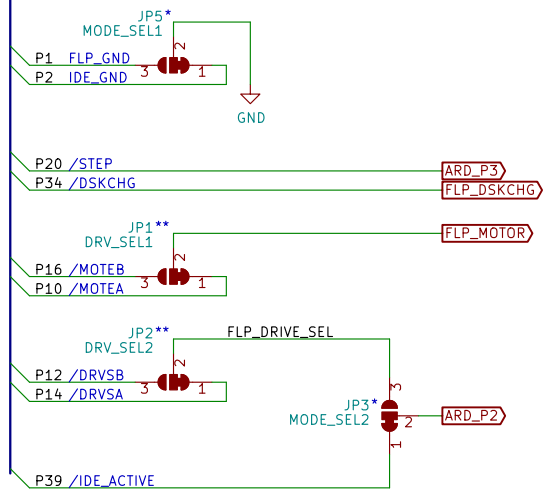 JP5*
MODE_SEL1
2
P1 FLP_GND
3 1
P2 IDE_GND
GND
P20 /STEP ARD_P3
P34 /DSKCHG FLP_DSKCHG
JP1**
DRV_SEL1
FLP_MOTOR
2
P16 /MOTEB
3 1
P10 /MOTEA
JP2**
DRV_SEL2
FLP_DRIVE_SEL
2
P12 /DRVSB
3 1
P14 /DRVSA
3
JP3*
MODE_SEL2
2 ARD_P2
1
P39 /IDE_ACTIVE